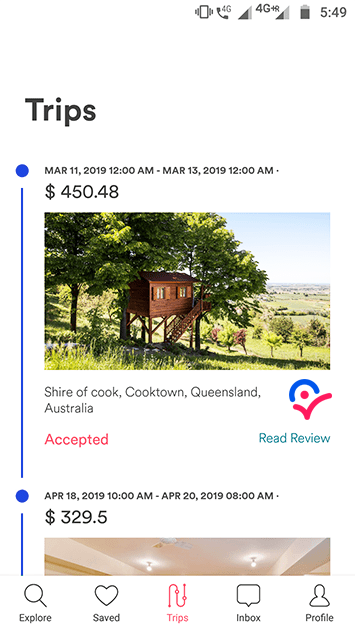 4G 4G+R 5:49
Trips
MAR 11, 2019 12:00 AM - MAR 13, 2019 12:00 AM ·
$ 450.48
Shire of cook, Cooktown, Queensland,
Australia
Accepted Read Review
APR 18, 2019 10:00 AM - APR 20, 2019 08:00 AM ·
$ 329.5
Explore Saved Trips Inbox Profile